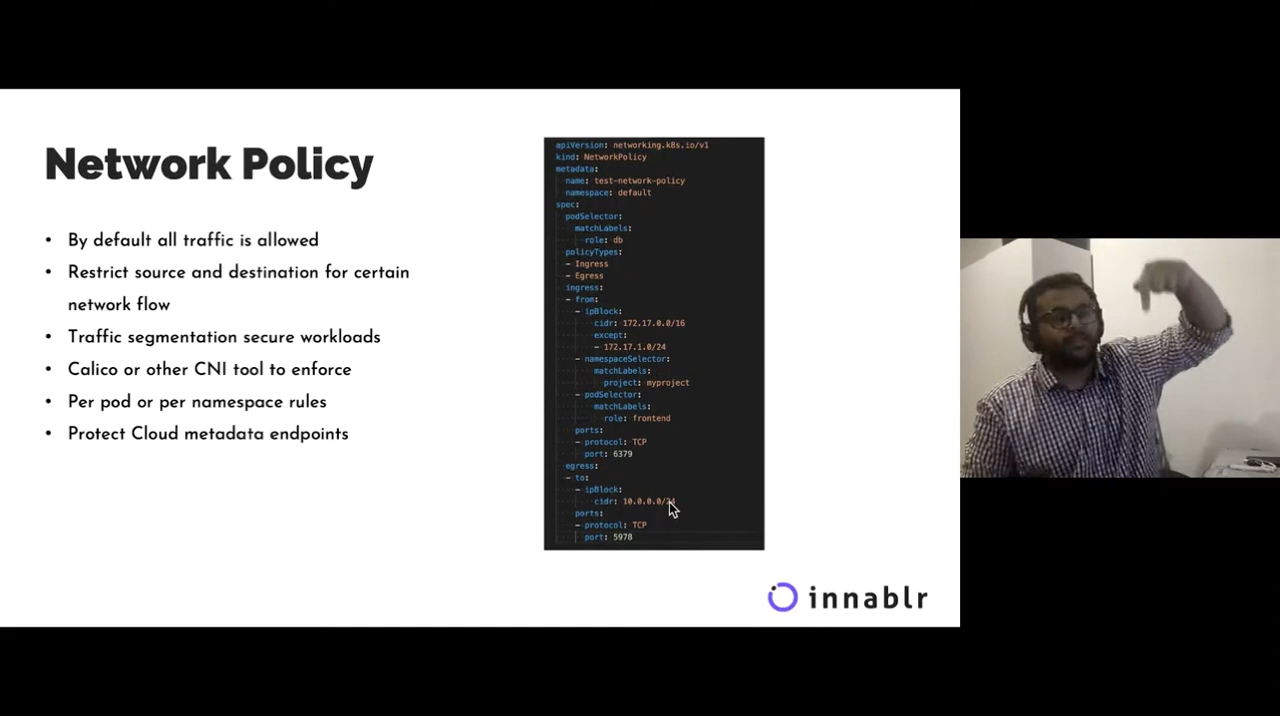 Network Policy
• By default all traffic is allowed
• Restrict source and destination for certain
network flow
• Traffic segmentation secure workloads
• Calico or other CNI tool to enforce
• Per pod or per namespace rules
• Protect Cloud metadata endpoints
apiVersion: networking.k8s.io/v1
kind: NetworkPolicy
metadata:
name: test-network-policy
namespace: default
spec:
podSelector:
matchLabels:
role: db
policyTypes:
- Ingress
- Egress
ingress:
- from:
- ipBlock:
cidr: 172.17.0.0/16
except:
- 172.17.1.0/24
- namespaceSelector:
matchLabels:
project: myproject
- podSelector:
matchLabels:
role: frontend
ports:
- protocol: TCP
port: 6379
egress:
- to:
- ipBlock:
cidr: 10.0.0.0/24
ports:
- protocol: TCP
port: 5978
innablr